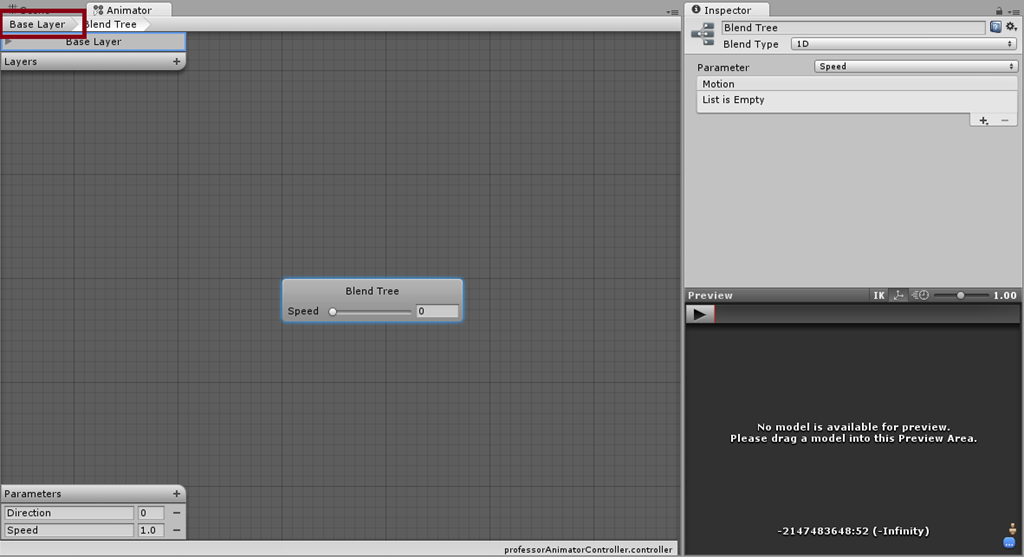 Scene
Animator
Base Layer
Blend Tree
Base Layer
Layers
Blend Tree
Speed
0
Parameters
Direction
0
Speed
1.0
professorAnimatorController.controller
Inspector
Blend Tree
Blend Type
1D
Parameter
Speed
Motion
List is Empty
Preview
IK
1.00
No model is available for preview.
Please drag a model into this Preview Area.
-2147483648:52 (-Infinity)